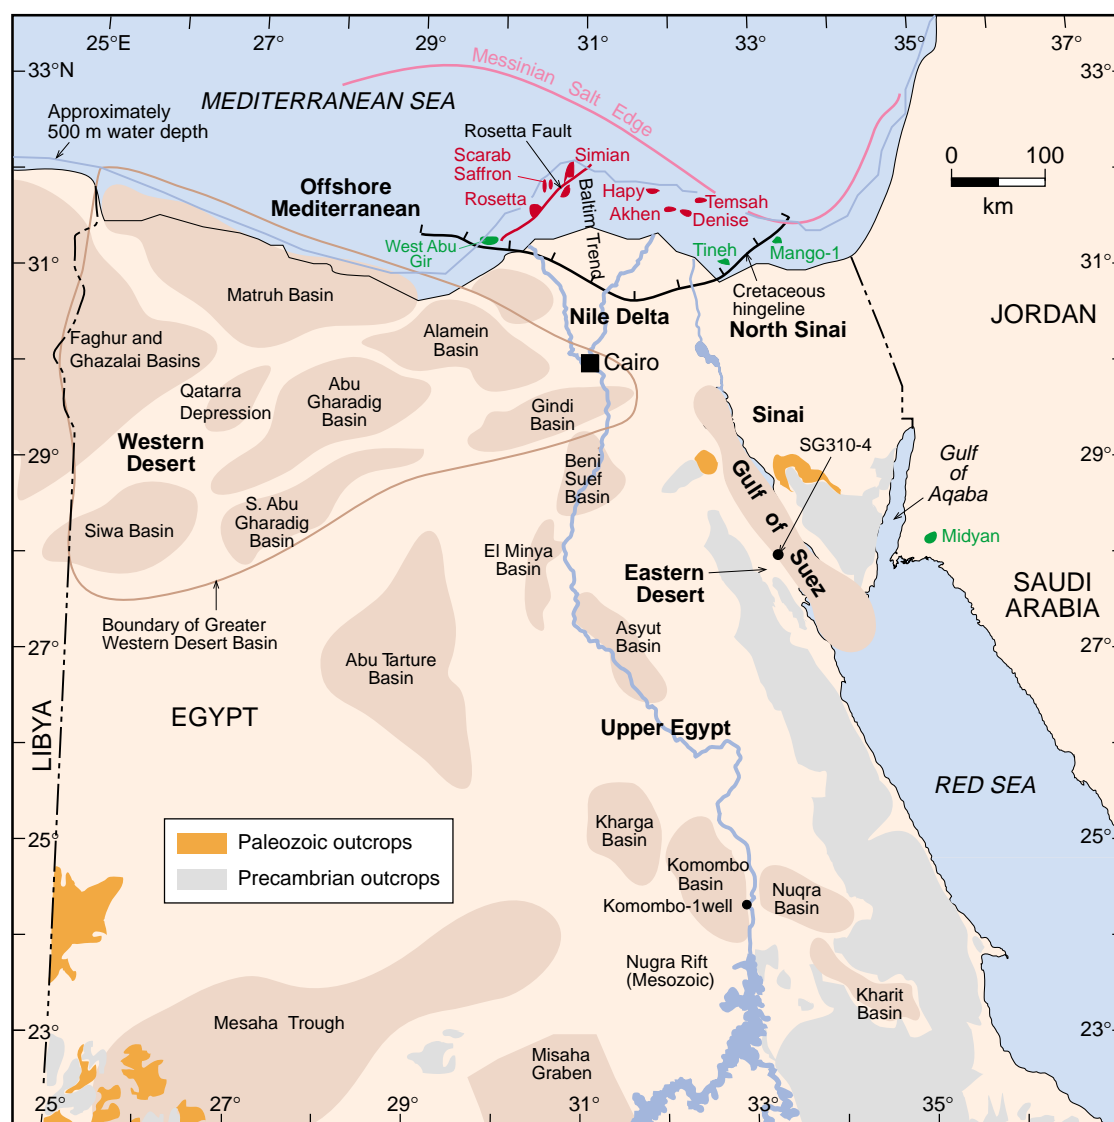 25°E
27°
29°
31°
33°
35°
37°
33°N
MEDITERRANEAN SEA
Messinian Salt Edge
Approximately
500 m water depth
Rosetta Fault
Scarab
Saffron
Simian
0
100
km
Offshore
Mediterranean
Rosetta
Baltim Trend
Hapy
Akhen
Temsah
Denise
West Abu
Gir
Tineh
Mango-1
31°
31°
Matruh Basin
Cretaceous
hingeline
Nile Delta
North Sinai
JORDAN
Faghur and
Ghazalai Basins
Alamein
Basin
Cairo
Qatarra
Depression
Abu
Gharadig
Basin
Gindi
Basin
Sinai
Western
Desert
SG310-4
29°
29°
Beni
Suef
Basin
Gulf of Suez
Gulf
of
Aqaba
S. Abu
Gharadig
Basin
Siwa Basin
El Minya
Basin
Midyan
Eastern
Desert
SAUDI
ARABIA
Boundary of Greater
Western Desert Basin
27°
27°
Asyut
Basin
Abu Tarture
Basin
LIBYA
EGYPT
Upper Egypt
RED SEA
25°
25°
Paleozoic outcrops
Precambrian outcrops
Kharga
Basin
Komombo
Basin
Nuqra
Basin
Komombo-1well
Nugra Rift
(Mesozoic)
Kharit
Basin
23°
23°
Mesaha Trough
Misaha
Graben
25°
27°
29°
31°
33°
35°